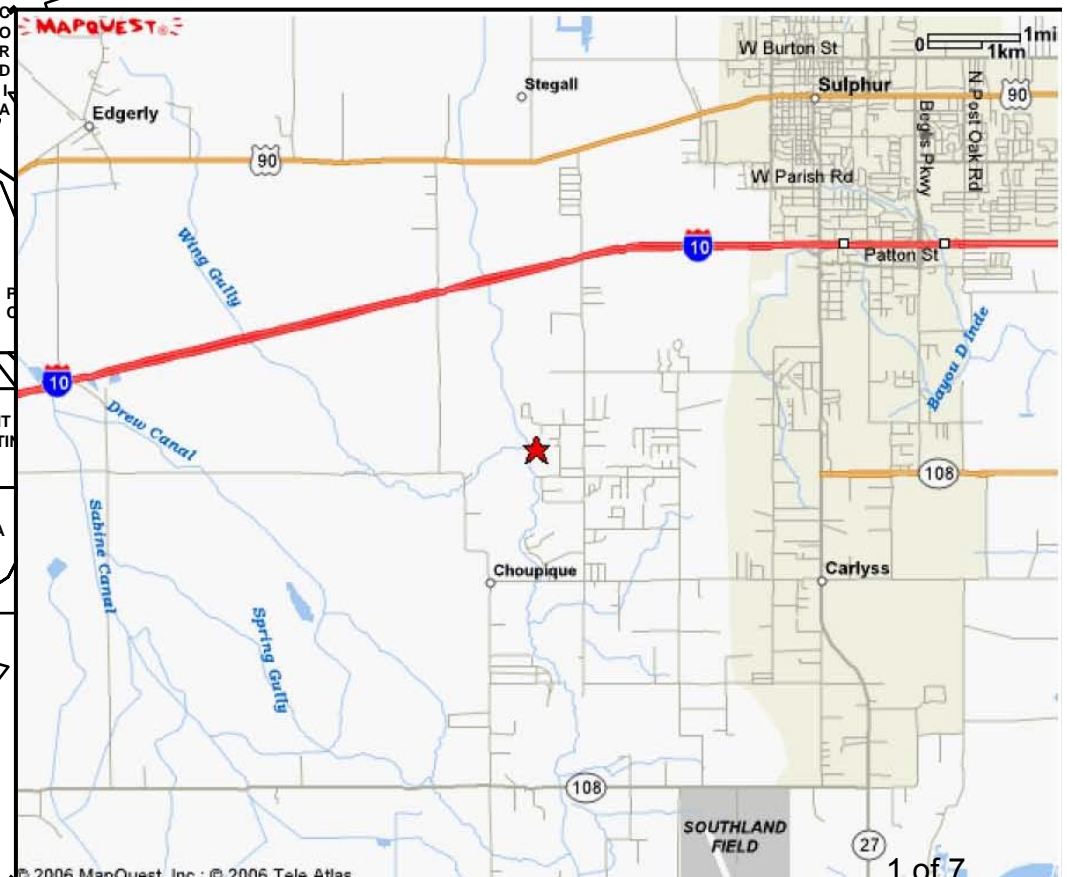 C
O
R
D
I
A
MAPQUEST®
W Burton St
0 1mi
1km
Stegall
Sulphur
N Post Oak Rd
90
Edgerly
Beglis Pkwy
90
W Parish Rd
Wing Gully
10
Patton St
P
C
Bayou D Inde
10
Drew Canal
108
Sabine Canal
A
Choupique
Carlyss
Spring Gully
108
SOUTHLAND
FIELD
27
1 of 7
© 2006 MapQuest, Inc.; © 2006 Tele Atlas